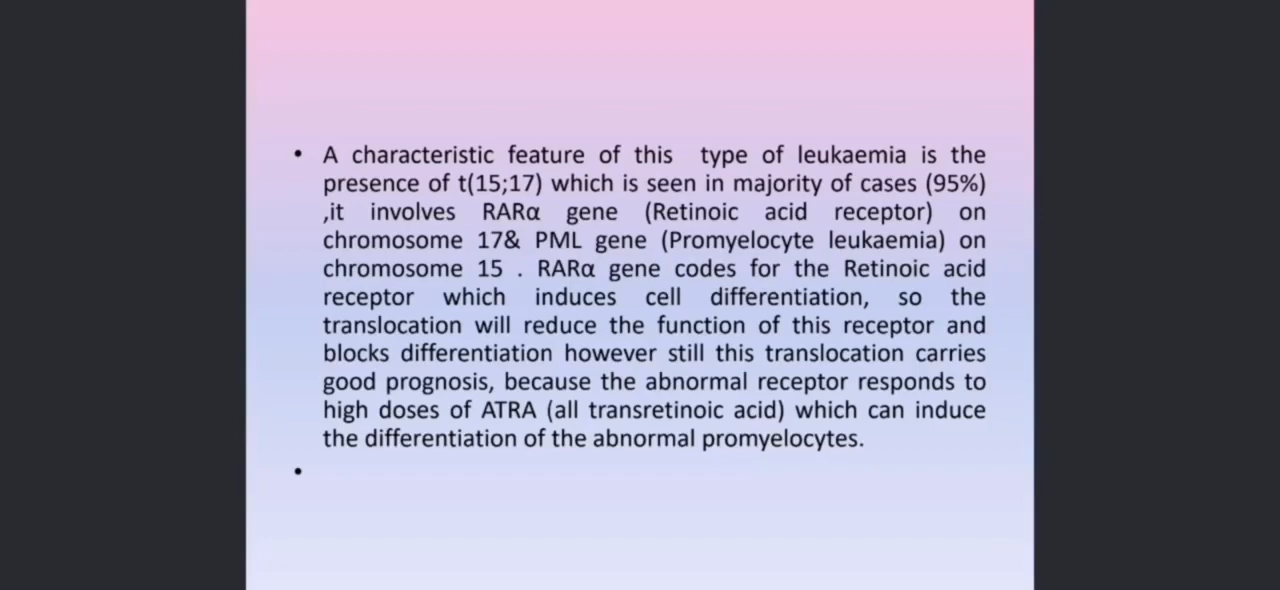 • A characteristic feature of this type of leukaemia is the
presence of t(15;17) which is seen in majority of cases (95%)
,it involves RARα gene (Retinoic acid receptor) on
chromosome 17& PML gene (Promyelocyte leukaemia) on
chromosome 15 . RARα gene codes for the Retinoic acid
receptor which induces cell differentiation, so the
translocation will reduce the function of this receptor and
blocks differentiation however still this translocation carries
good prognosis, because the abnormal receptor responds to
high doses of ATRA (all transretinoic acid) which can induce
the differentiation of the abnormal promyelocytes.
•